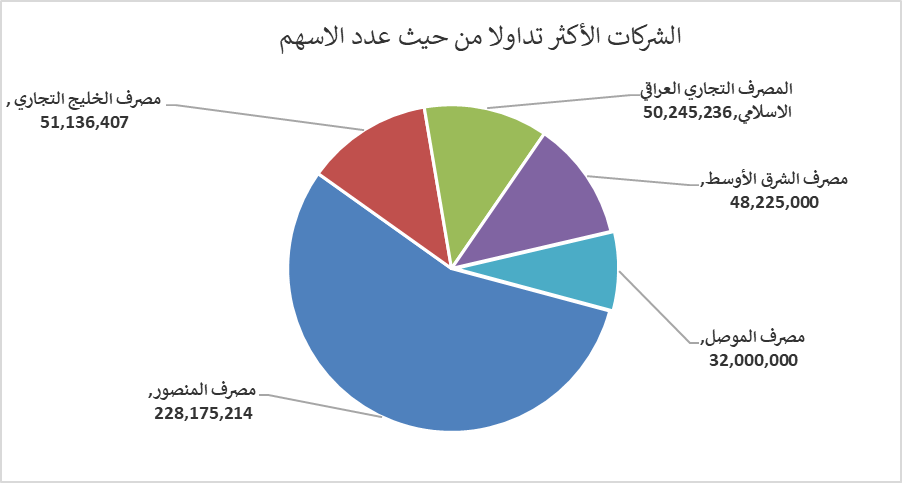 الشركات الأكثر تداولا من حيث عدد الاسهم
المصرف التجاري العراقي
الاسلامي, 50,245,236
مصرف الخليج التجاري ,
51,136,407
مصرف الشرق الأوسط,
48,225,000
مصرف الموصل,
32,000,000
مصرف المنصور,
228,175,214